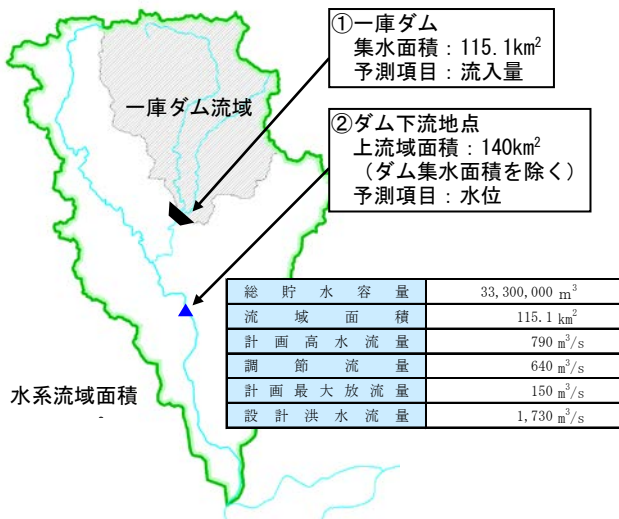 ①一庫ダム
集水面積：115.1km²
予測項目：流入量
一庫ダム流域
②ダム下流地点
上流域面積：140km²
（ダム集水面積を除く）
予測項目：水位
総貯水容量 33,300,000 m³
流域面積 115.1 km²
計画高水流量 790 m³/s
調節流量 640 m³/s
計画最大放流量 150 m³/s
設計洪水流量 1,730 m³/s
水系流域面積